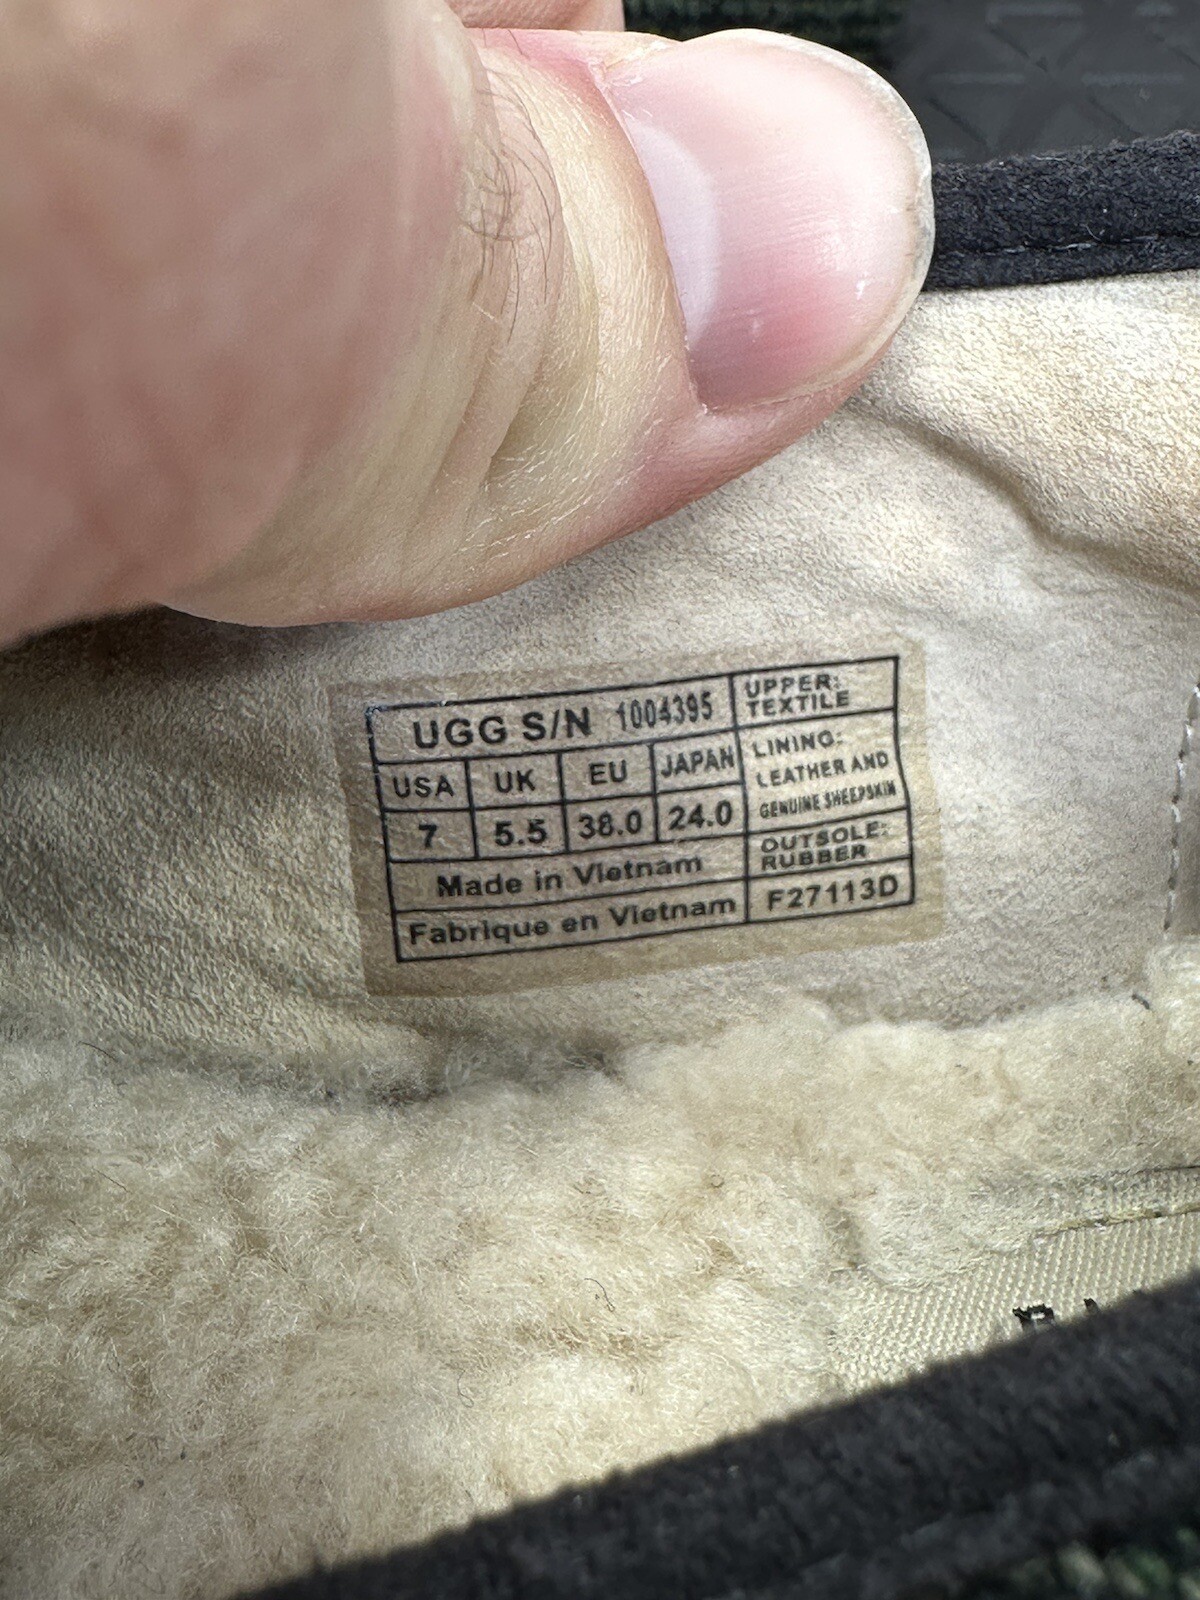 UGG S/N 1004395
USA UK EU JAPAN
7 5.5 38.0 24.0
Made in Vietnam
Fabrique en Vietnam
UPPER:
TEXTILE
LINING:
LEATHER AND
GENUINE SHEEPSKIN
OUTSOLE:
RUBBER
F27113D